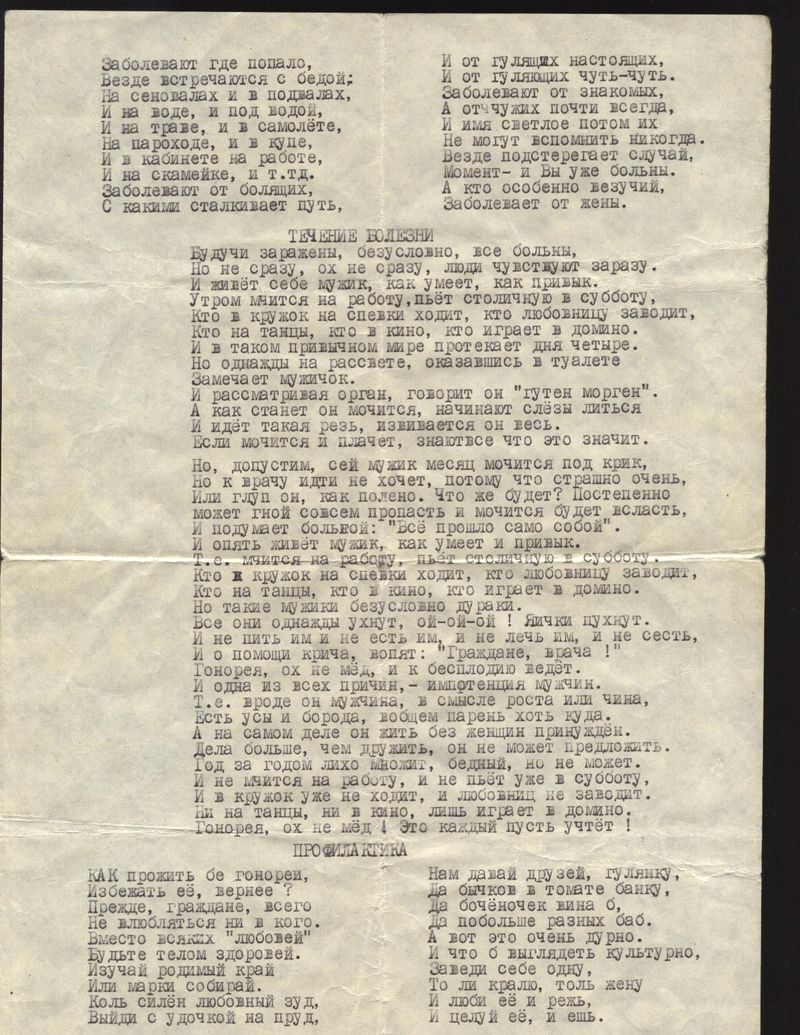 Заболевают где попало,
Везде встречаются с бедой;
На сеновалах и в подвалах,
И на воде, и под водой,
И на траве, и в самолёте,
На пароходе, и в купе,
И в кабинете на работе,
И на скамейке, и т.тд.
Заболевают от болящих,
С какими сталкивает путь,
И от гулящих настоящих,
И от гуляющих чуть-чуть.
Заболевают от знакомых,
А от чужих почти всегда,
И имя светлое потом их
Не могут вспомнить никогда.
Везде подстерегает случай,
Момент- и Вы уже больны.
А кто особенно везучий,
Заболевает от жены.
ТЕЧЕНИЕ БОЛЕЗНИ
Будучи заражены, безусловно, все больны,
Но не сразу, ох не сразу, люди чувствуют заразу.
И живёт себе мужик, как умеет, как привык.
Утром мчится на работу,пьёт столичную в субботу,
Кто в кружок на спевки ходит, кто любовницу заводит,
Кто на танцы, кто в кино, кто играет в домино.
И в таком привычном мире протекает дня четыре.
Но однажды на рассвете, оказавшись в туалете
Замечает мужичок.
И рассматривая орган, говорит он "гутен морген".
А как станет он мочится, начинают слёзы литься
И идёт такая резь, извивается он весь.
Если мочится и плачет, знаютвсе что это значит.
Но, допустим, сей мужик месяц мочится под крик,
Но к врачу идти не хочет, потому что страшно очень,
Или глуп он, как полено. Что же будет? Постепенно
может гной совсем пропасть и мочится будет всласть,
И подумает больной: "Всё прошло само собой".
И опять живёт мужик, как умеет и привык.
Т.е. мчится на работу, пьёт столичную в субботу.
Кто в кружок на спевки ходит, кто любовницу заводит,
Кто на танцы, кто в кино, кто играет в домино.
Но такие мужики безусловно дураки.
Все они однажды ухнут, ой-ой-ой ! Яички пухнут.
И не пить им и не есть им, и не лечь им, и не сесть,
И о помощи крича, вопят: "Граждане, врача !"
Гонорея, ох не мёд, и к бесплодию ведёт.
И одна из всех причин,- импотенция мужчин.
Т.е. вроде он мужчина, в смысле роста или чина,
Есть усы и борода, вобщем парень хоть куда.
А на самом деле он жить без женщин принуждён.
Дела больше, чем дружить, он не может предложить.
Год за годом лихо множит, бедный, но не может.
И не мчится на работу, и не пьёт уже в субботу,
И в кружок уже не ходит, и любовниц не заводит.
Ни на танцы, ни в кино, лишь играет в домино.
Гонорея, ох не мёд ! Это каждый пусть учтёт !
ПРОФИЛАКТИКА
КАК прожить бе гонореи,
Избежать её, вернее ?
Прежде, граждане, всего
Не влюбляться ни в кого.
Вместо всяких "любовей"
Будьте телом здоровей.
Изучай родимый край
Или марки собирай.
Коль силён любовный зуд,
Выйди с удочкой на пруд,
Нам давай друзей, гулянку,
Да бычков в томате банку,
Да бочёночек вина б,
Да побольше разных баб.
А вот это очень дурно.
И что б выглядеть культурно,
Заведи себе одну,
То ли кралю, толь жену
И люби её и режь,
И целуй её, и ешь.